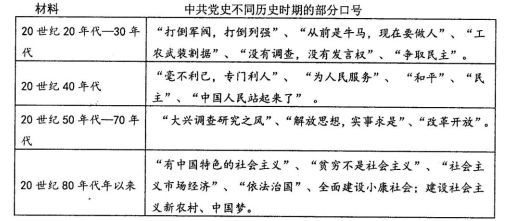 材料 中共党史不同历史时期的部分口号
20 世纪 20 年代—30 年代
“打倒军阀，打倒列强”、“从前是牛马，现在要做人”、“工农武装割据”、“没有调查，没有发言权”、“争取民主”。
20 世纪 40 年代
“毫不利已，专门利人”、 “为人民服务”、 “和平”、“民主”、“中国人民站起来了” 。
20 世纪 50 年代—70 年代
“大兴调查研究之风”、“解放思想，实事求是”、“改革开放”。
20 世纪 80 年代年以来
“有中国特色的社会主义”、“贫穷不是社会主义”、“社会主义市场经济”、“依法治国”、全面建设小康社会；建设社会主义新农村、中国梦。